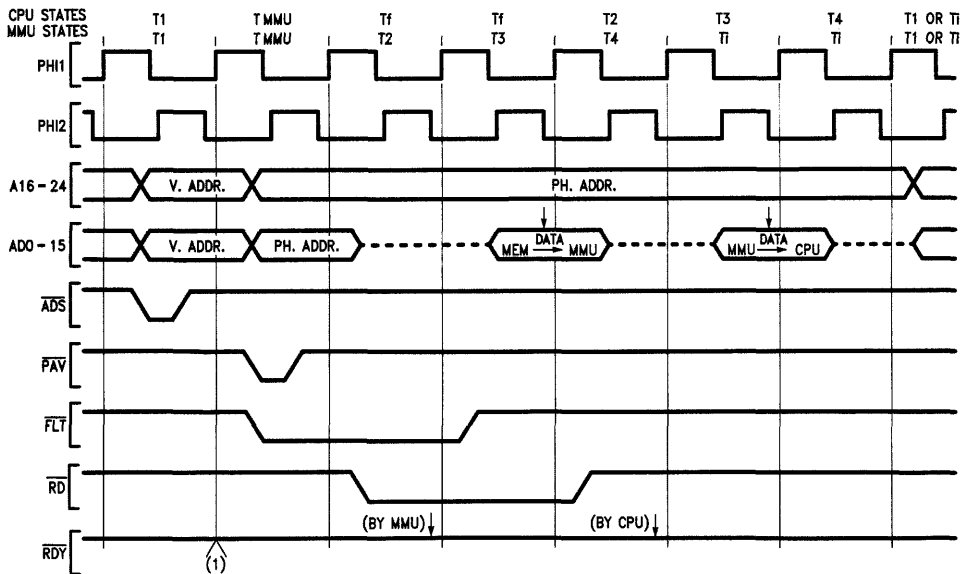 CPU STATES T1 T MMU Tf Tf T2 T3 T4 T1 OR Ti
MMU STATES T1 T MMU T2 T3 T4 Ti Ti T1 OR Ti
PHI1
PHI2
A16-24 V. ADDR. PH. ADDR.
AD0-15 V. ADDR. PH. ADDR. DATA MEM → MMU DATA MMU → CPU
ADS
PAV
FLT
RD
(BY MMU) (BY CPU)
RDY
(1)